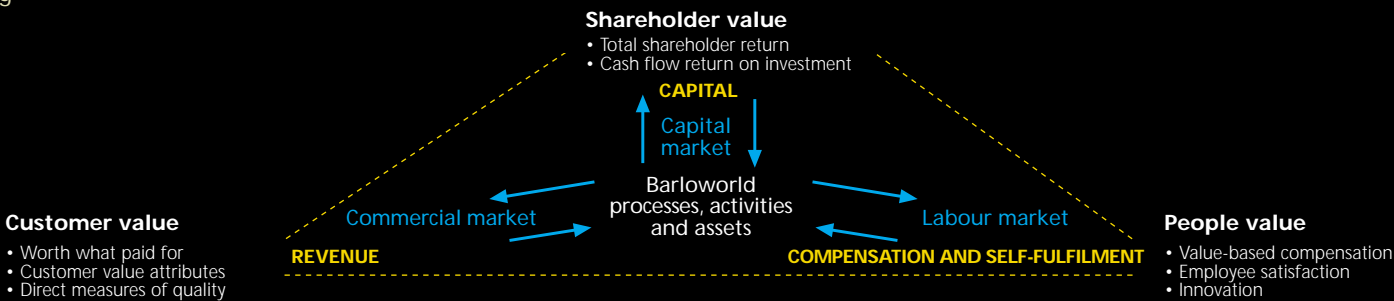 Shareholder value
• Total shareholder return
• Cash flow return on investment
CAPITAL
Capital
market
Barloworld
processes, activities
and assets
Commercial market
Labour market
REVENUE
COMPENSATION AND SELF-FULFILMENT
Customer value
• Worth what paid for
• Customer value attributes
• Direct measures of quality
People value
• Value-based compensation
• Employee satisfaction
• Innovation